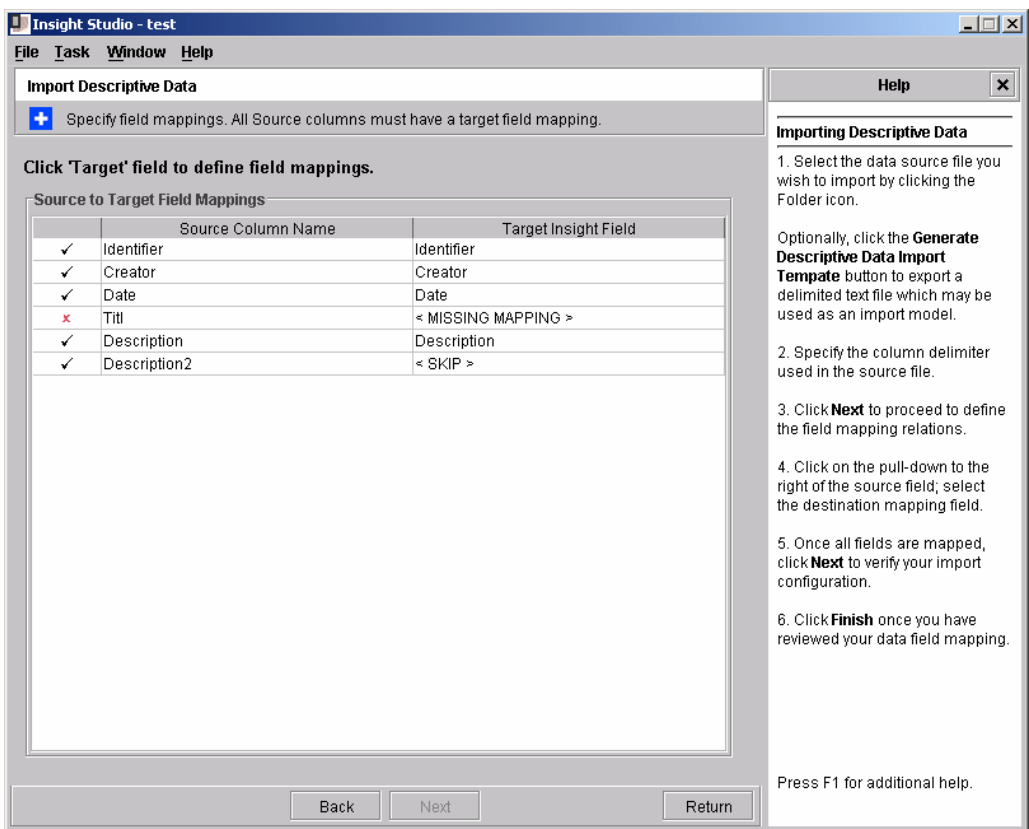 Insight Studio - test
File Task Window Help
Import Descriptive Data
Specify field mappings. All Source columns must have a target field mapping.
Click 'Target' field to define field mappings.
Source to Target Field Mappings
Source Column Name Target Insight Field
Identifier Identifier
Creator Creator
Date Date
Titl < MISSING MAPPING >
Description Description
Description2 < SKIP >
Back Next Return
Help
Importing Descriptive Data
1. Select the data source file you
wish to import by clicking the
Folder icon.
Optionally, click the Generate
Descriptive Data Import
Tempate button to export a
delimited text file which may be
used as an import model.
2. Specify the column delimiter
used in the source file.
3. Click Next to proceed to define
the field mapping relations.
4. Click on the pull-down to the
right of the source field; select
the destination mapping field.
5. Once all fields are mapped,
click Next to verify your import
configuration.
6. Click Finish once you have
reviewed your data field mapping.
Press F1 for additional help.